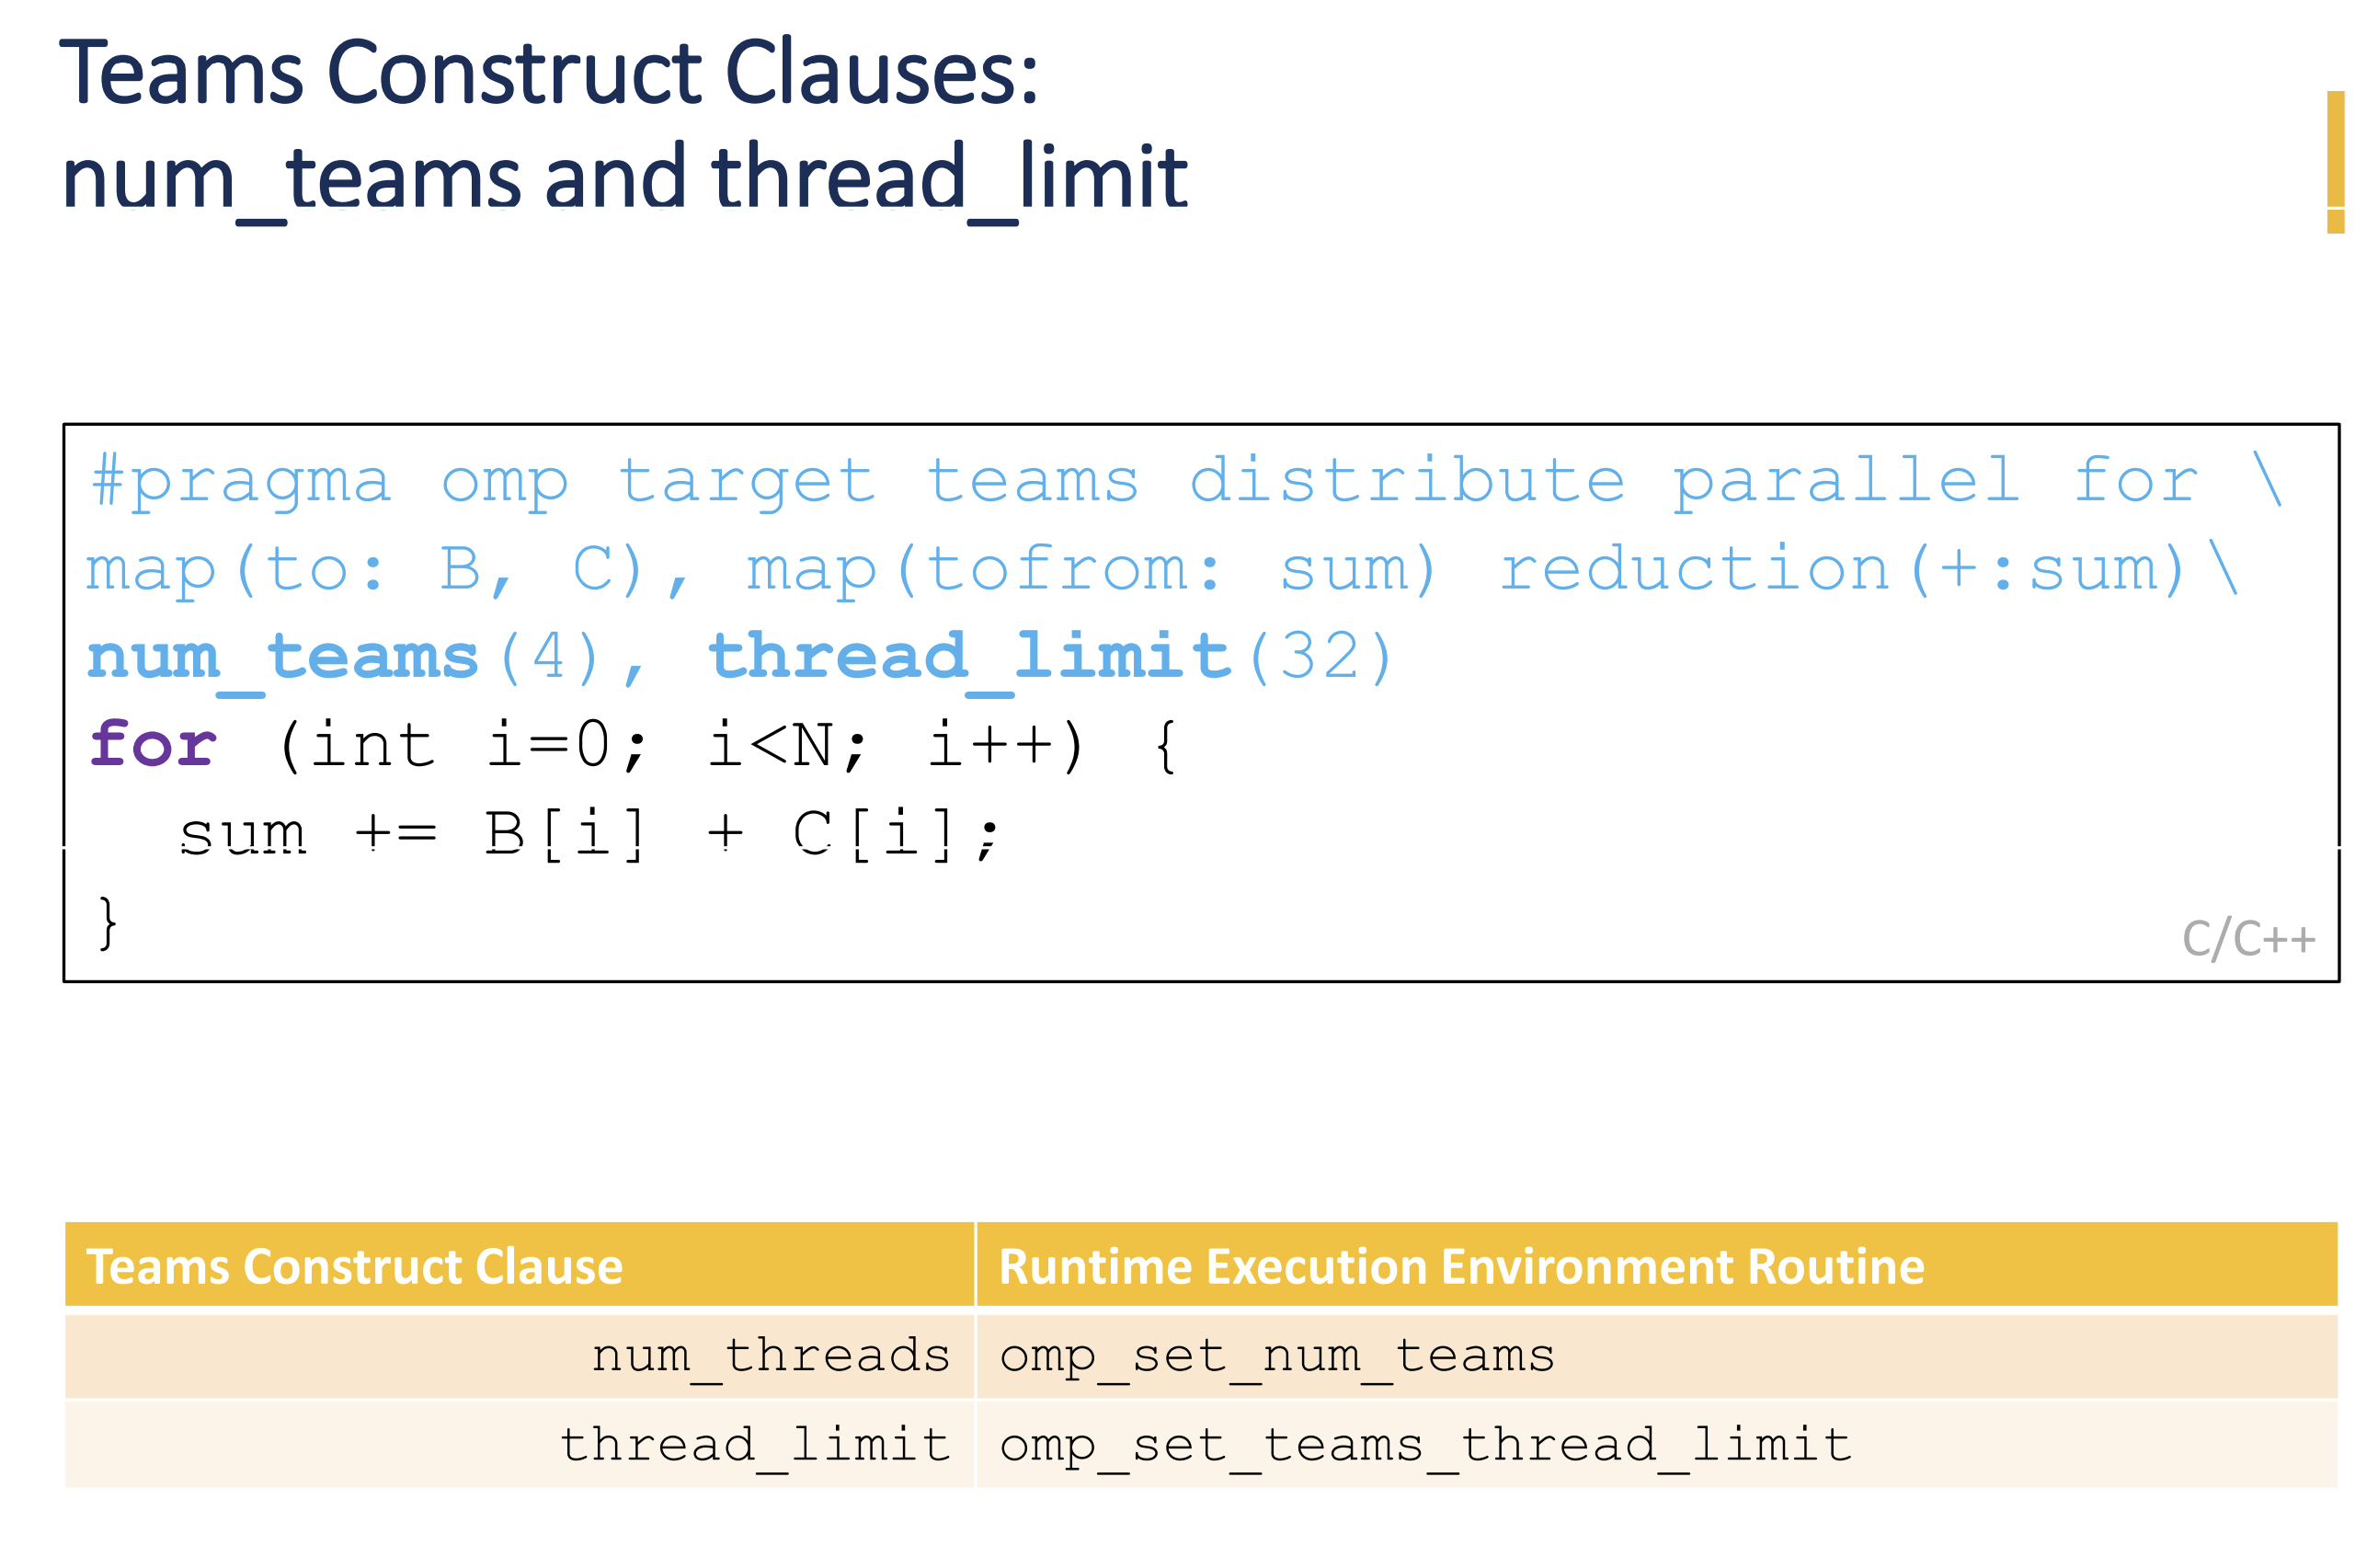 Teams Construct Clauses:
num_teams and thread_limit
#pragma omp target teams distribute parallel for \
map(to: B, C), map(tofrom: sum) reduction(+:sum)\
num_teams(4), thread_limit(32)
for (int i=0; i<N; i++) {
  sum += B[i] + C[i];
}
C/C++
Teams Construct Clause Runtime Execution Environment Routine
num_threads omp_set_num_teams
thread_limit omp_set_teams_thread_limit